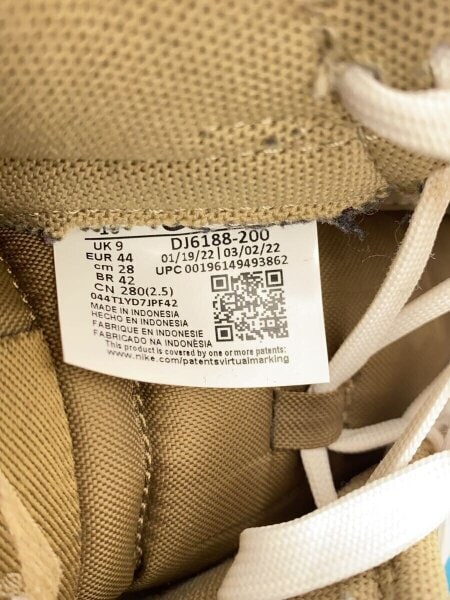 UK 9
EUR 44
cm 28
BR 42
CN 280(2.5)
DJ6188-200
01/19/22 | 03/02/22
UPC 00196149493862
044T1YD7JPF42
MADE IN INDONESIA
HECHO EN INDONESIA
FABRIQUE EN INDONESIE
FABRICADO NA INDONÉSIA
This product is covered by one or more patents:
www.nike.com/patentsvirtualmarking